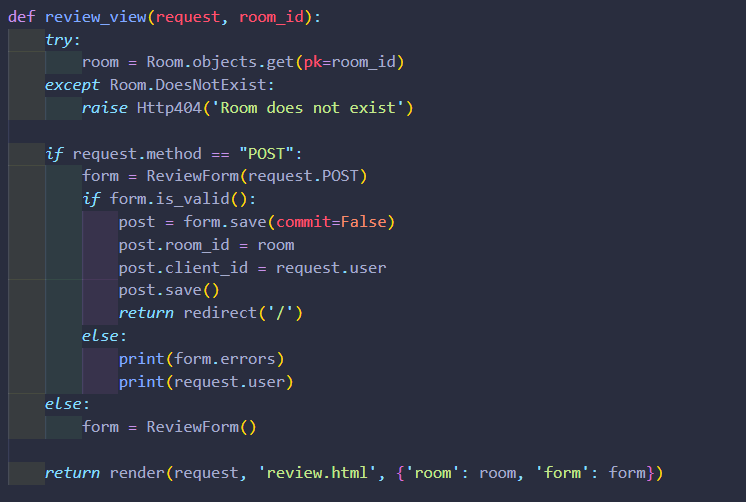 def review_view(request, room_id):
    try:
        room = Room.objects.get(pk=room_id)
    except Room.DoesNotExist:
        raise Http404('Room does not exist')

    if request.method == "POST":
        form = ReviewForm(request.POST)
        if form.is_valid():
            post = form.save(commit=False)
            post.room_id = room
            post.client_id = request.user
            post.save()
            return redirect('/')
        else:
            print(form.errors)
            print(request.user)
    else:
        form = ReviewForm()

    return render(request, 'review.html', {'room': room, 'form': form})